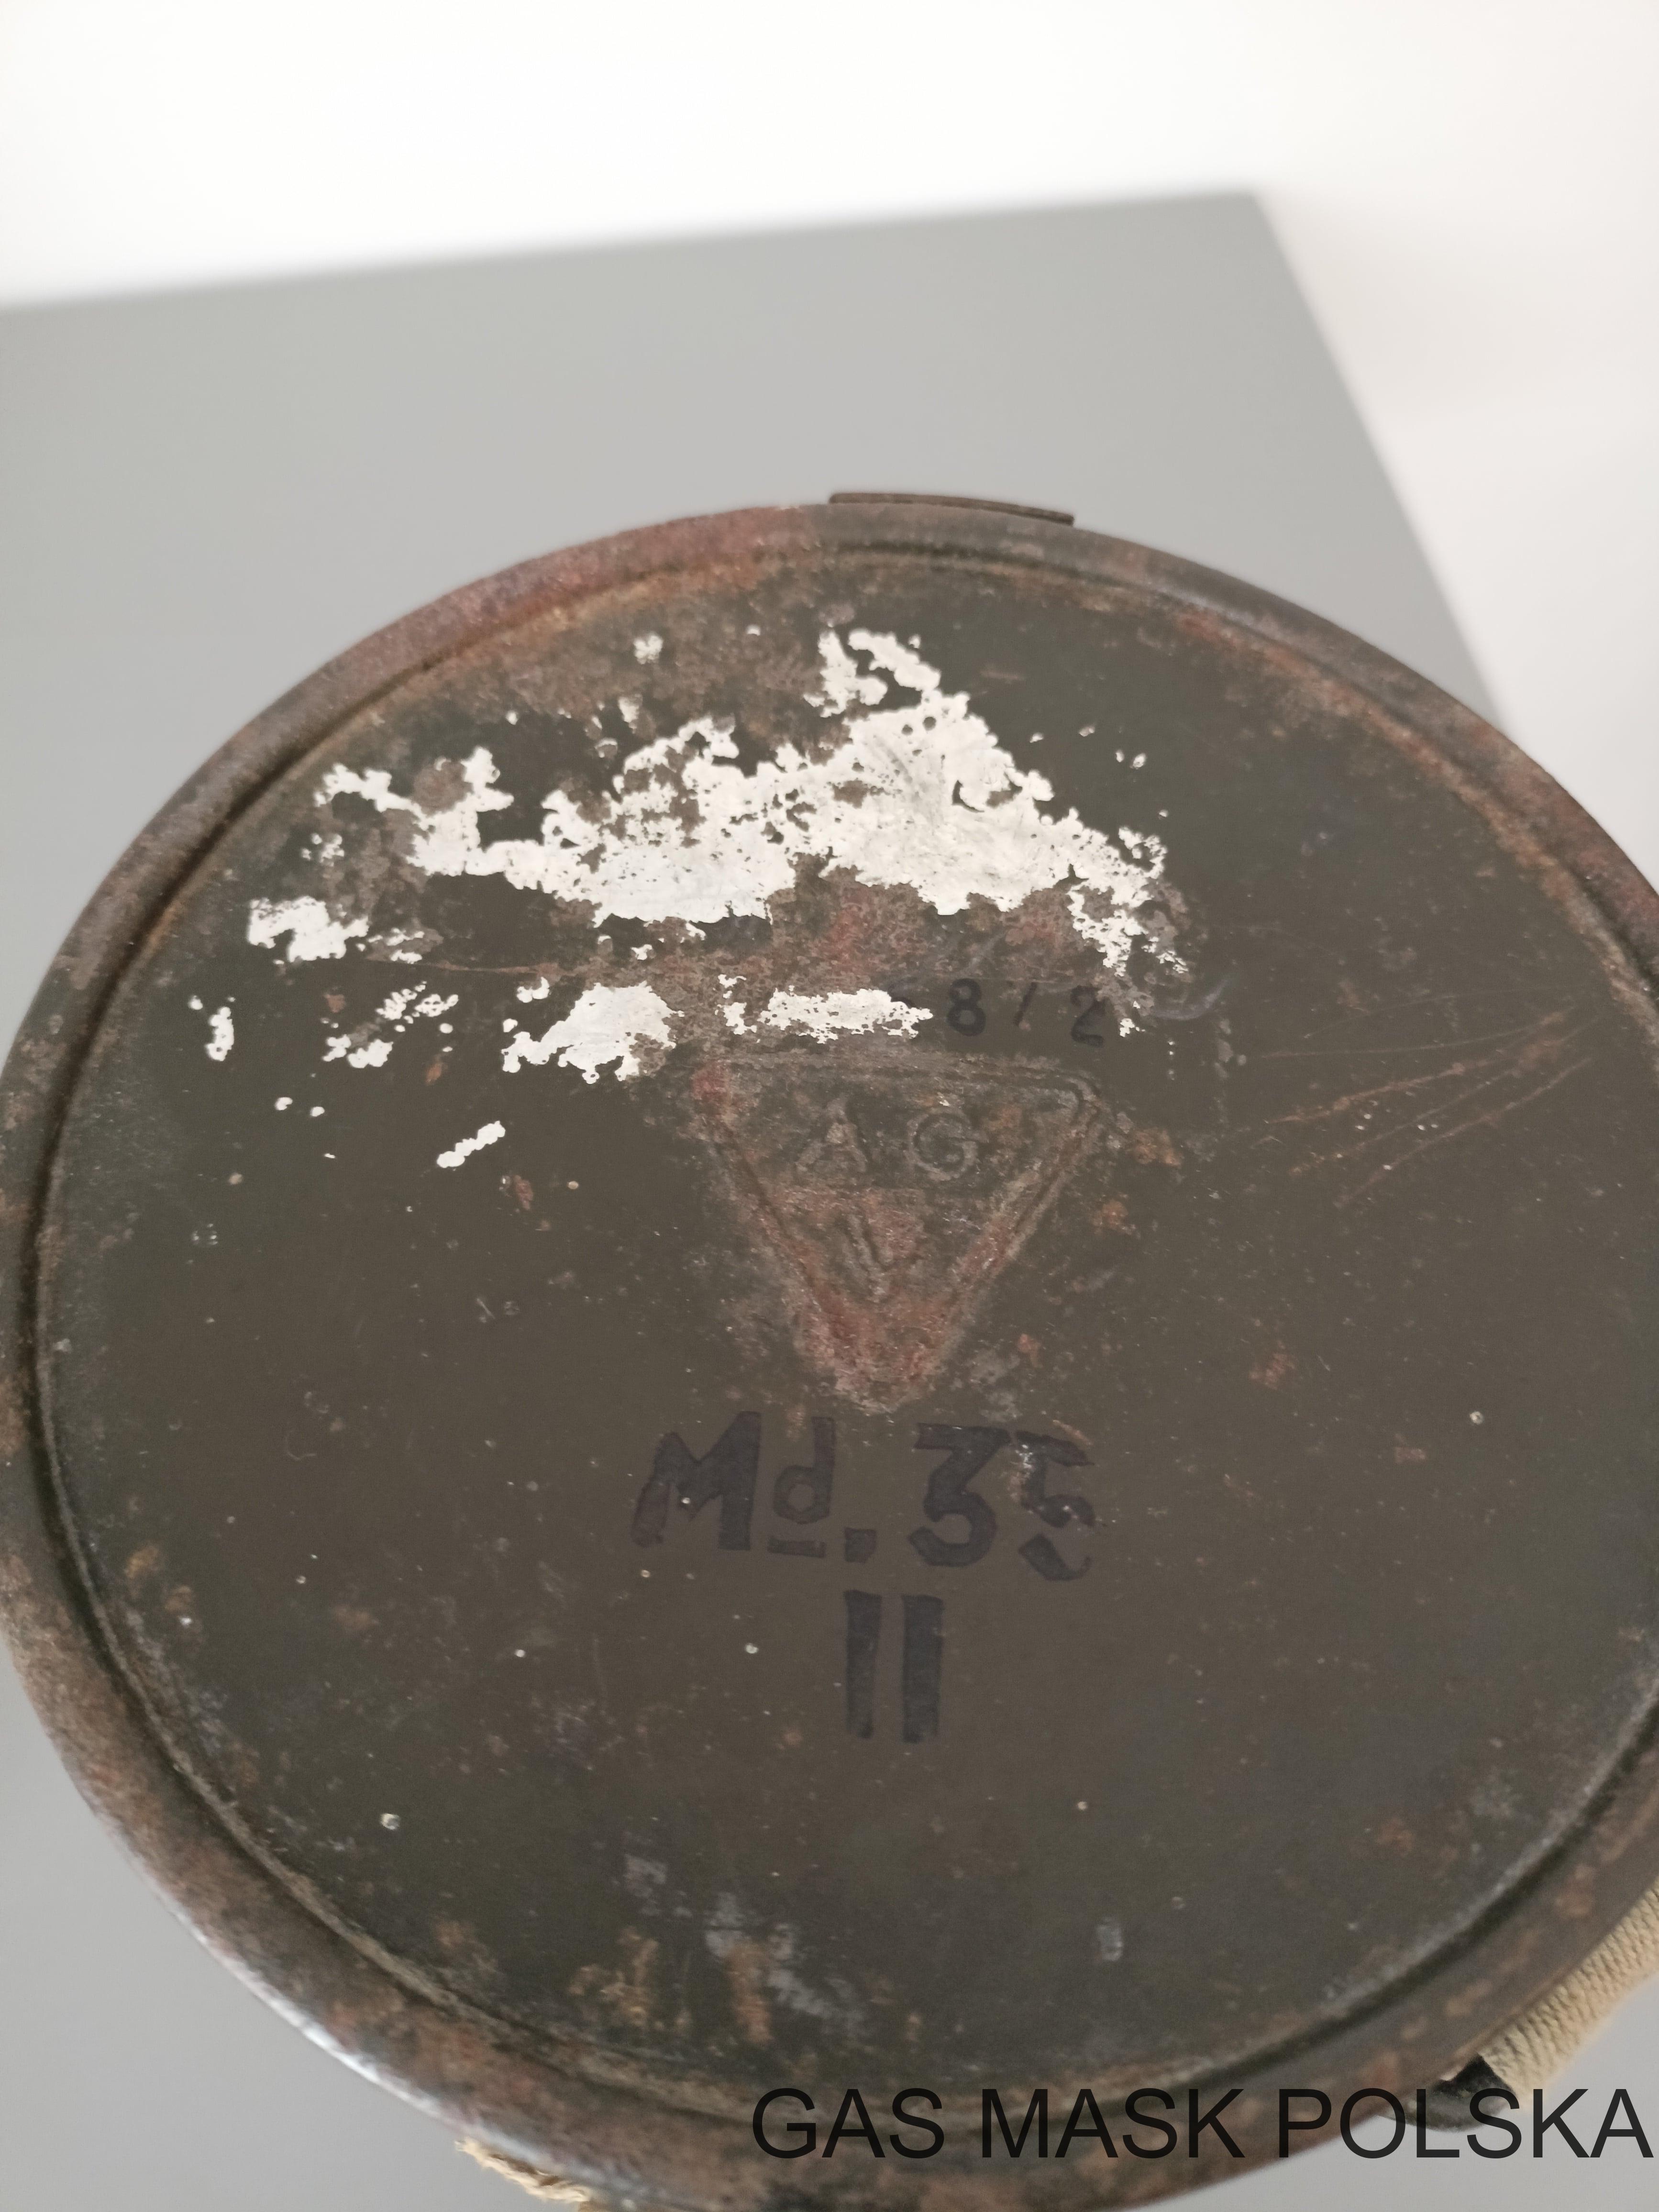 8 / 2
A G
V
Md. 35
II
GAS MASK POLSKA